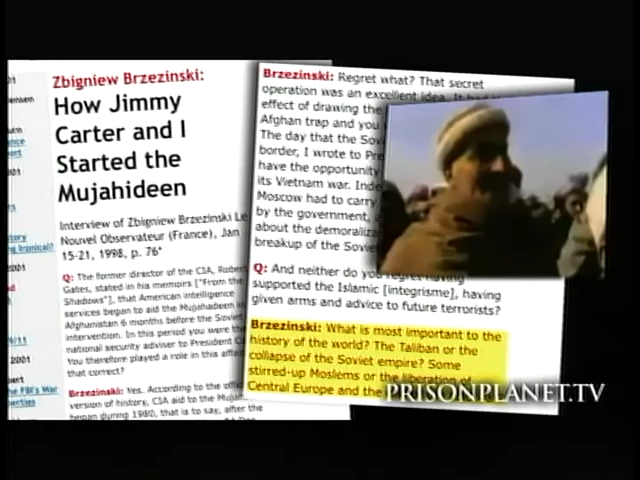 Zbigniew Brzezinski:
How Jimmy
Carter and I
Started the
Mujahideen
Interview of Zbigniew Brzezinski Le
Nouvel Observateur (France), Jan
15-21, 1998, p. 76*
Q: The former director of the CIA, Robert
Gates, stated in his memoirs ["From the
Shadows"], that American intelligence
services began to aid the Mujahadeen in
Afghanistan 6 months before the Soviet
intervention. In this period you were the
national security adviser to President Ca
You therefore played a role in this affair
that correct?
Brzezinski: Yes. According to the offic
version of history, CIA aid to the Mujah
began during 1980, that is to say, after the
Brzezinski: Regret what? That secret
operation was an excellent idea. It had
effect of drawing the
Afghan trap and you
The day that the Sov
border, I wrote to Pre
have the opportunity
its Vietnam war. Inde
Moscow had to carry
by the government,
about the demoraliza
breakup of the Soviet
Q: And neither do you regret having
supported the Islamic [integrisme], having
given arms and advice to future terrorists?
Brzezinski: What is most important to the
history of the world? The Taliban or the
collapse of the Soviet empire? Some
stirred-up Moslems or the liberation of
Central Europe and the
PRISONPLANET.TV